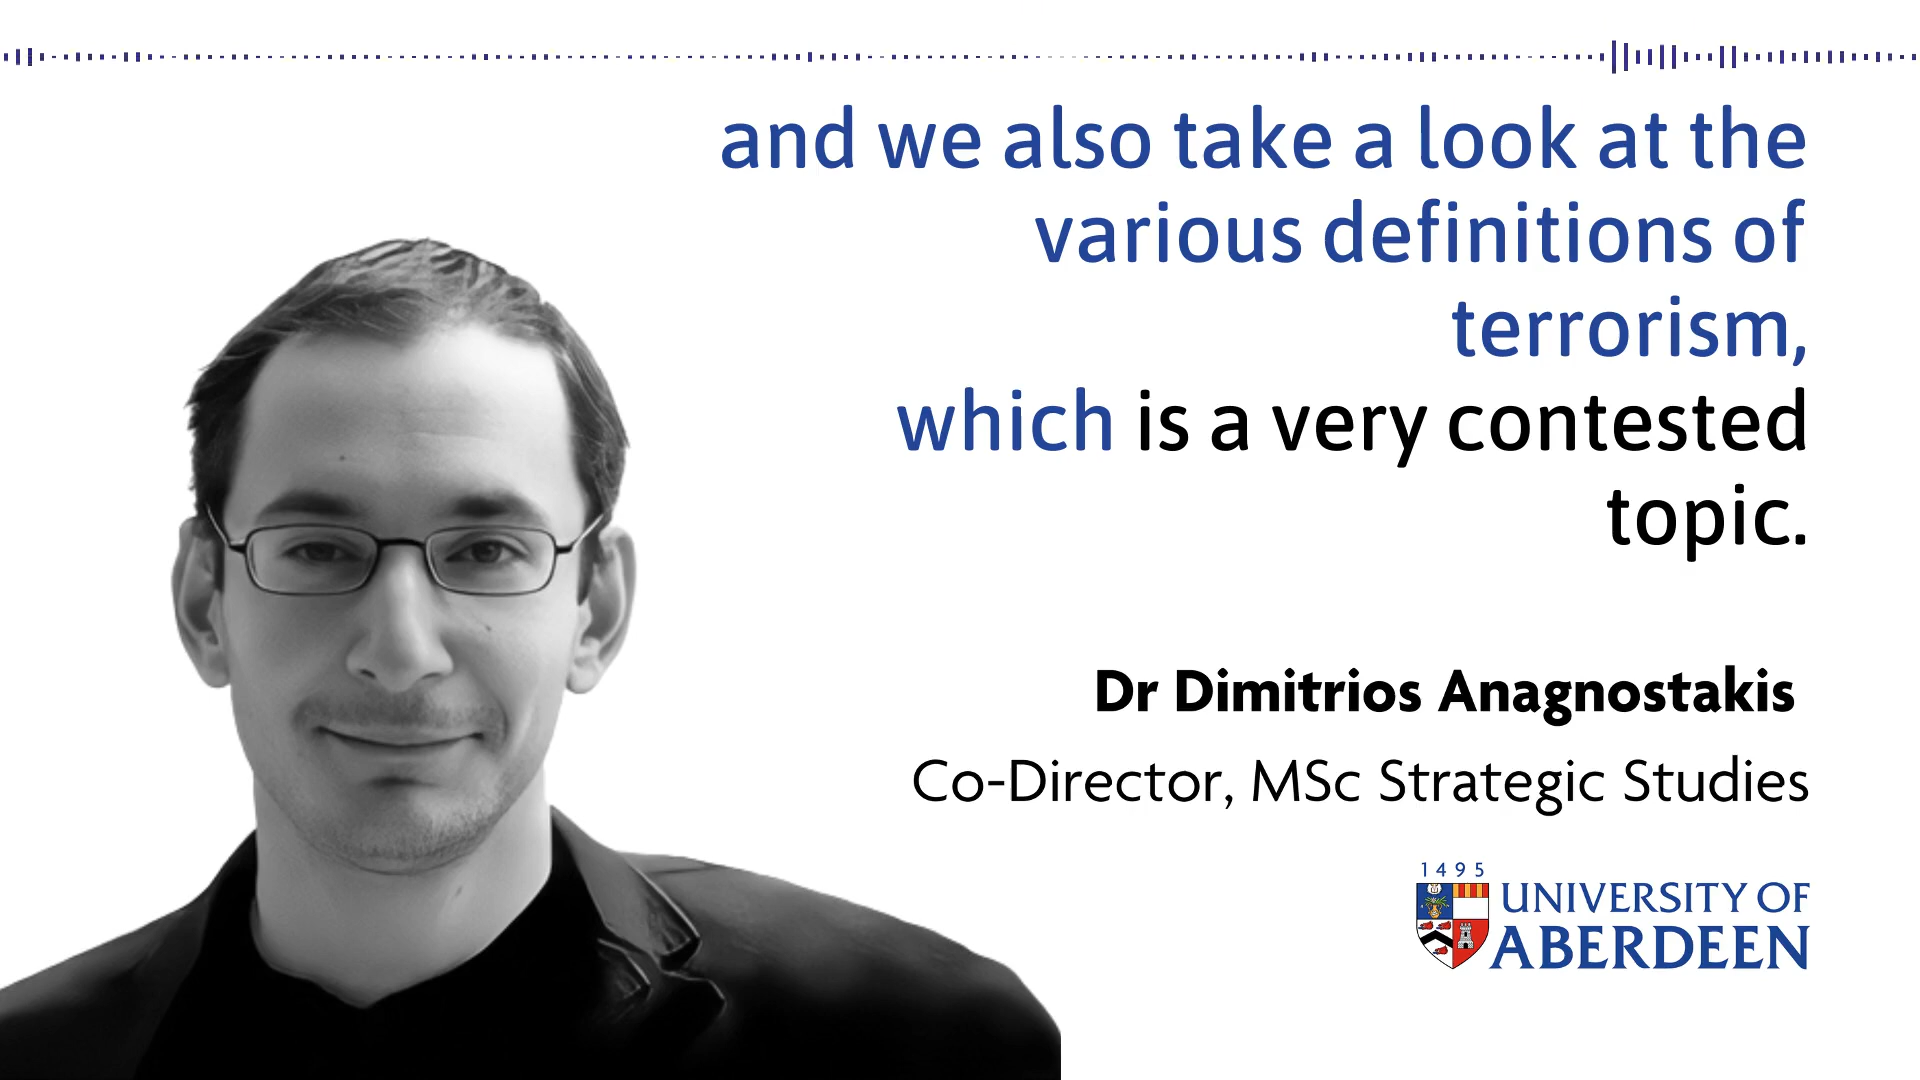 and we also take a look at the
various definitions of
terrorism,
which is a very contested
topic.
Dr Dimitrios Anagnostakis
Co-Director, MSc Strategic Studies
1495
UNIVERSITY OF
ABERDEEN